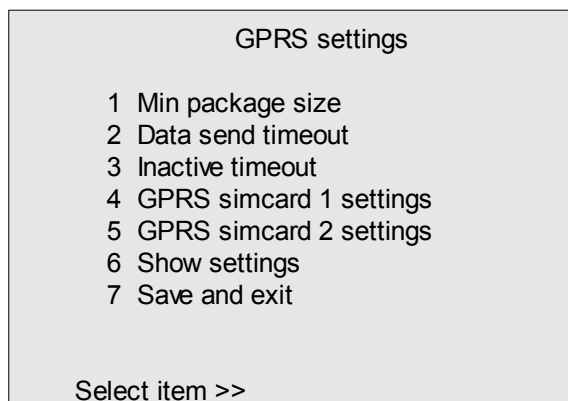 GPRS settings
1 Min package size
2 Data send timeout
3 Inactive timeout
4 GPRS simcard 1 settings
5 GPRS simcard 2 settings
6 Show settings
7 Save and exit
Select item >>